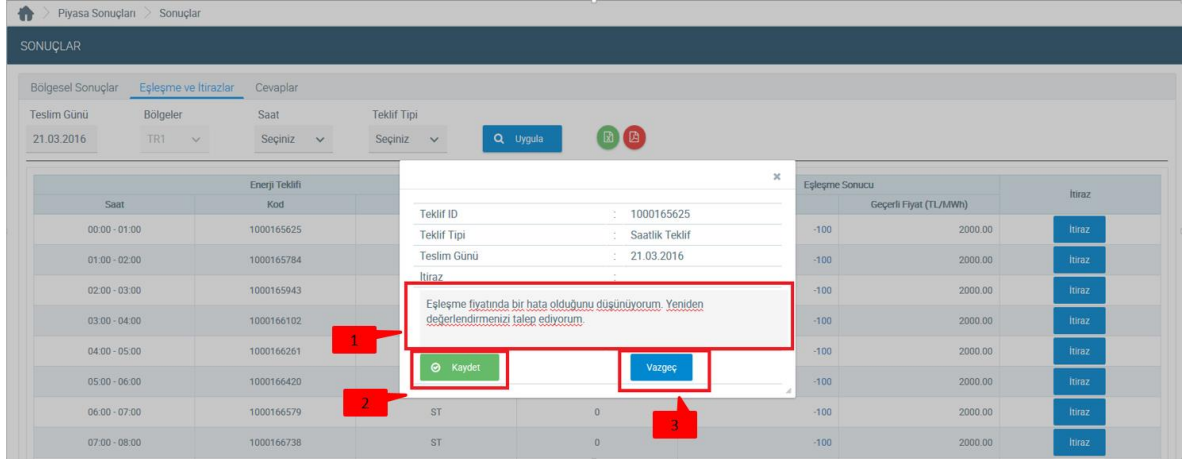 Piyasa Sonuçları Sonuçlar
SONUÇLAR
Bölgesel Sonuçlar Eşleşme ve İtirazlar Cevaplar
Teslim Günü Bölgeler Saat Teklif Tipi
21.03.2016 TR1 Seçiniz Seçiniz Uygula
Enerji Teklifi Eşleşme Sonucu İtiraz
Saat Kod Geçerli Fiyat (TL/MWh)
×
Teklif ID : 1000165625
Teklif Tipi : Saatlik Teklif
Teslim Günü : 21.03.2016
İtiraz :
Eşleşme fiyatında bir hata olduğunu düşünüyorum. Yeniden
değerlendirmenizi talep ediyorum.
Kaydet Vazgeç
1
2
3
00:00 - 01:00 1000165625 -100 2000.00 İtiraz
01:00 - 02:00 1000165784 -100 2000.00 İtiraz
02:00 - 03:00 1000165943 -100 2000.00 İtiraz
03:00 - 04:00 1000166102 -100 2000.00 İtiraz
04:00 - 05:00 1000166261 -100 2000.00 İtiraz
05:00 - 06:00 1000166420 -100 2000.00 İtiraz
06:00 - 07:00 1000166579 ST 0 -100 2000.00 İtiraz
07:00 - 08:00 1000166738 ST 0 -100 2000.00 İtiraz